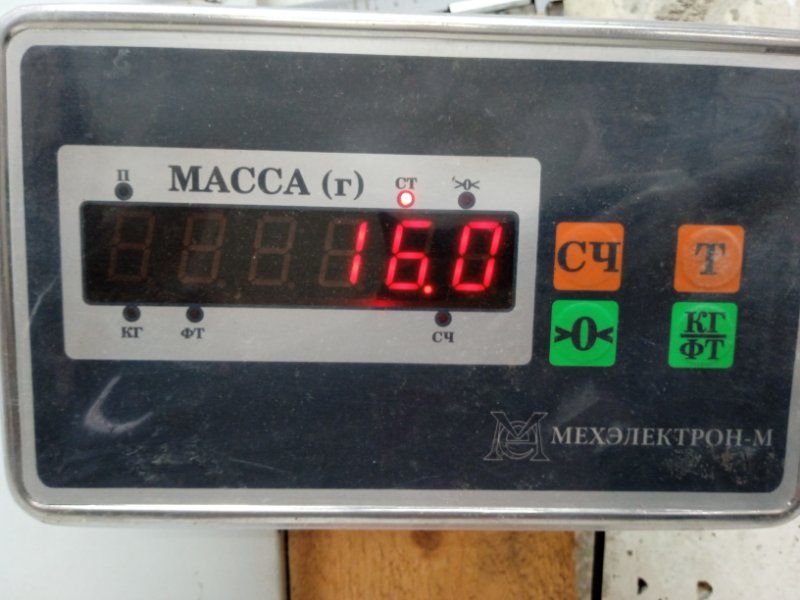 П МАССА (г) СТ >0<
16.0
КГ ФТ СЧ
СЧ Т
>0< КГ/ФТ
МЕХЭЛЕКТРОН-М